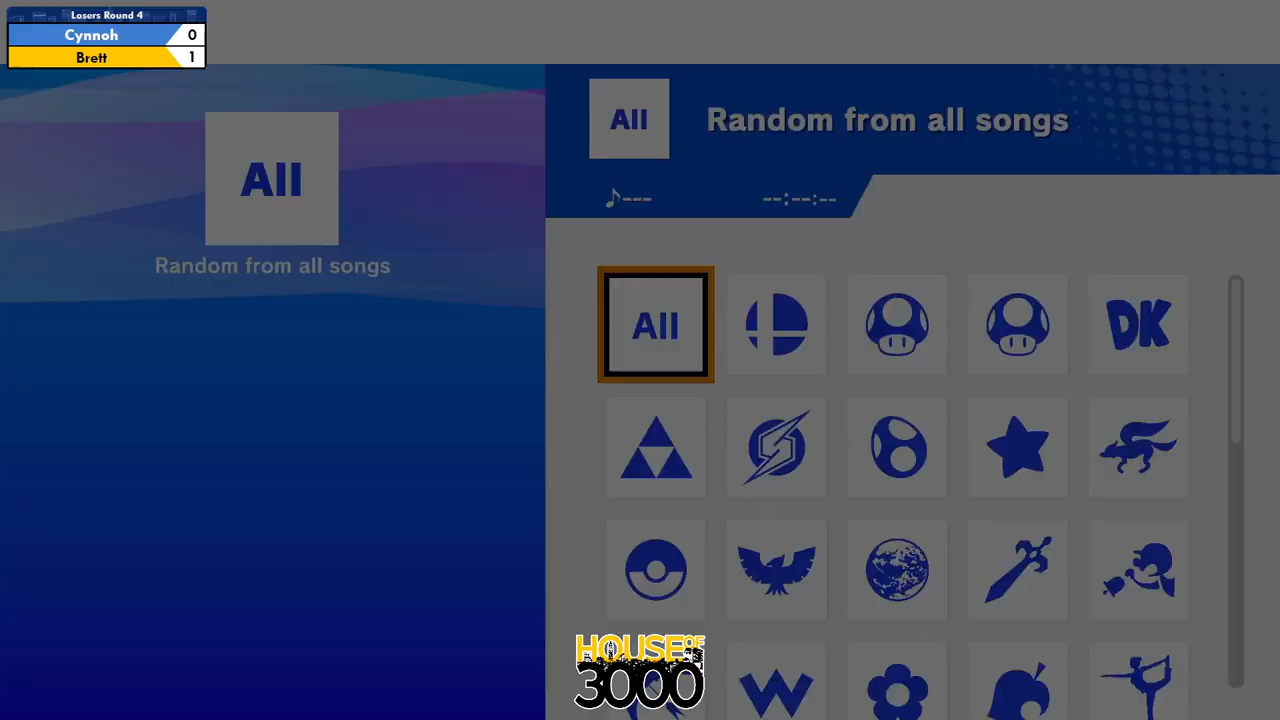 Losers Round 4
Cynnoh 0
Brett 1
All
Random from all songs
All
Random from all songs
♪--- --:--:--
All
DK
W
HOUSE OF
3000